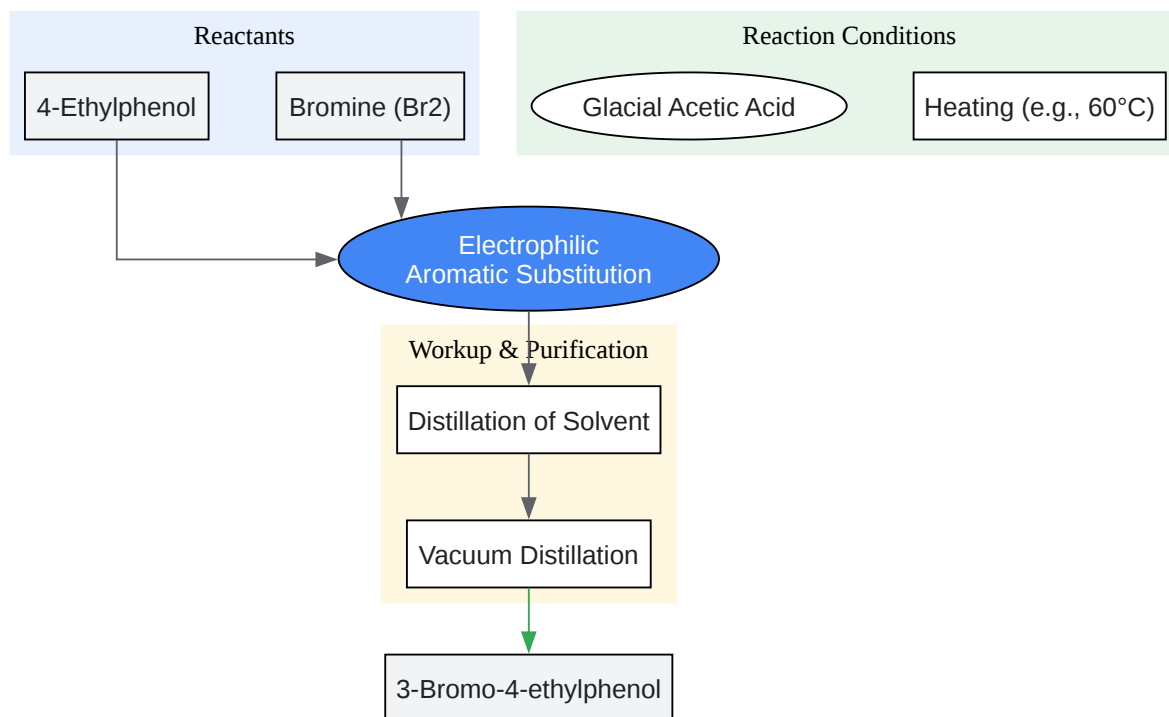 Reactants
Reaction Conditions
4-Ethylphenol
Bromine (Br2)
Glacial Acetic Acid
Heating (e.g., 60°C)
Electrophilic
Aromatic Substitution
Workup & Purification
Distillation of Solvent
Vacuum Distillation
3-Bromo-4-ethylphenol